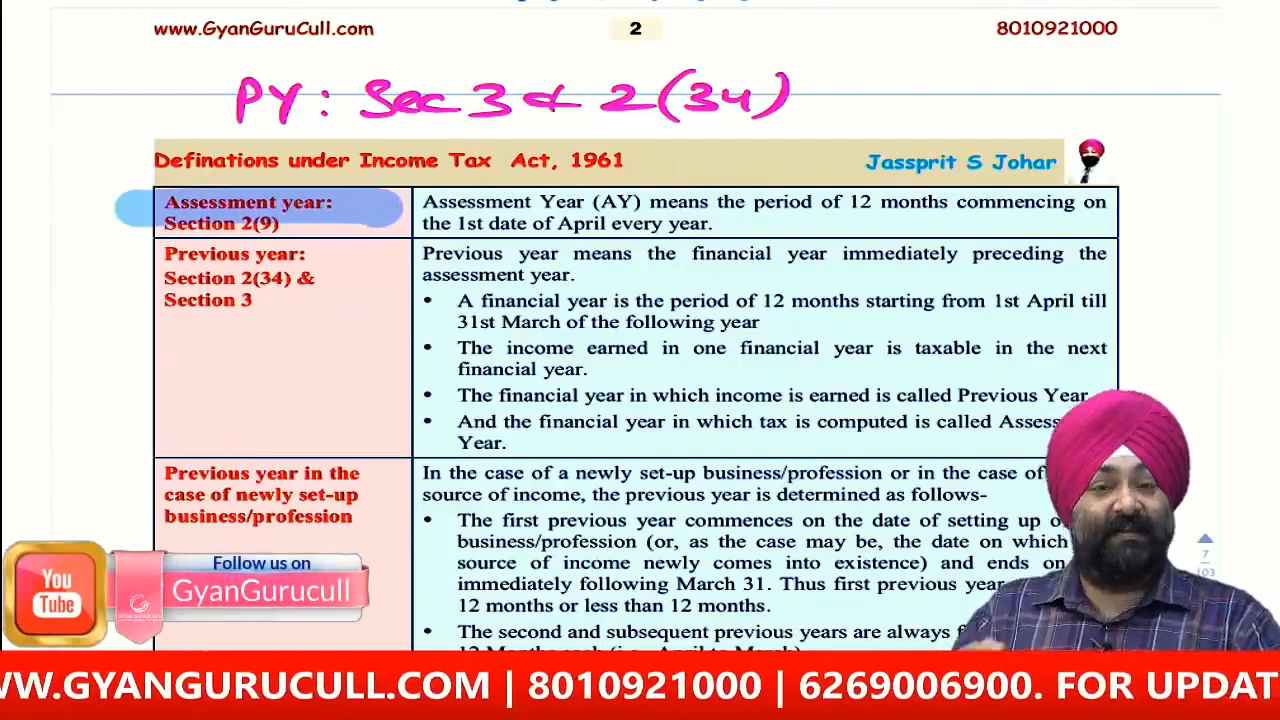 www.GyanGuruCull.com 2 8010921000
PY : Sec 3 & 2(34)
Definations under Income Tax Act, 1961 Jassprit S Johar
Assessment year:
Section 2(9)
Assessment Year (AY) means the period of 12 months commencing on
the 1st date of April every year.
Previous year:
Section 2(34) &
Section 3
Previous year means the financial year immediately preceding the
assessment year.
• A financial year is the period of 12 months starting from 1st April till
31st March of the following year
• The income earned in one financial year is taxable in the next
financial year.
• The financial year in which income is earned is called Previous Year
• And the financial year in which tax is computed is called
Year.
Previous year in the
case of newly set-up
business/profession
In the case of a newly set-up business/profession or in the case of
source of income, the previous year is determined as follows-
• The first previous year commences on the date of setting up
business/profession (or, as the case may be, the date on which
source of income newly comes into existence) and ends on
immediately following March 31. Thus first previous year
12 months or less than 12 months.
• The second and subsequent previous years are always
You
Tube
Follow us on
GyanGurucull
7
103
WWW.GYANGURUCULL.COM | 8010921000 | 6269006900. FOR UPDAT